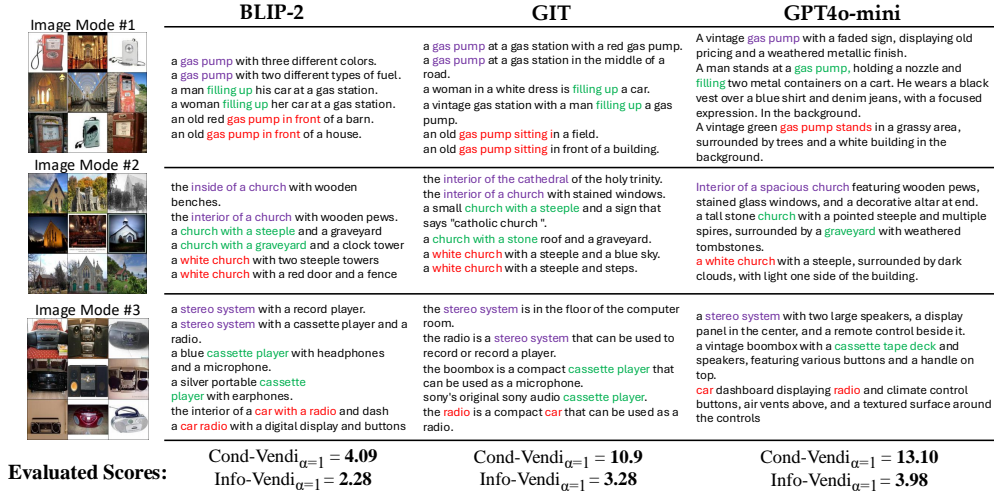 BLIP-2
GIT
GPT4o-mini
Image Mode #1
a gas pump with three different colors.
a gas pump with two different types of fuel.
a man filling up his car at a gas station.
a woman filling up her car at a gas station.
an old red gas pump in front of a barn.
an old gas pump in front of a house.
a gas pump at a gas station with a red gas pump.
a gas pump at a gas station in the middle of a
road.
a woman in a white dress is filling up a car.
a vintage gas station with a man filling up a gas
pump.
an old gas pump sitting in a field.
an old gas pump sitting in front of a building.
A vintage gas pump with a faded sign, displaying old
pricing and a weathered metallic finish.
A man stands at a gas pump, holding a nozzle and
filling two metal containers on a cart. He wears a black
vest over a blue shirt and denim jeans, with a focused
expression. In the background.
A vintage green gas pump stands in a grassy area,
surrounded by trees and a white building in the
background.
Image Mode #2
the inside of a church with wooden
benches.
the interior of a church with wooden pews.
a church with a steeple and a graveyard
a church with a graveyard and a clock tower
a white church with two steeple towers
a white church with a red door and a fence
the interior of the cathedral of the holy trinity.
the interior of a church with stained windows.
a small church with a steeple and a sign that
says "catholic church ".
a church with a stone roof and a graveyard.
a white church with a steeple and a blue sky.
a white church with a steeple and steps.
Interior of a spacious church featuring wooden pews,
stained glass windows, and a decorative altar at end.
a tall stone church with a pointed steeple and multiple
spires, surrounded by a graveyard with weathered
tombstones.
a white church with a steeple, surrounded by dark
clouds, with light one side of the building.
Image Mode #3
a stereo system with a record player.
a stereo system with a cassette player and a
radio.
a blue cassette player with headphones
and a microphone.
a silver portable cassette
player with earphones.
the interior of a car with a radio and dash
a car radio with a digital display and buttons
the stereo system is in the floor of the computer
room.
the radio is a stereo system that can be used to
record or record a player.
the boombox is a compact cassette player that
can be used as a microphone.
sony's original sony audio cassette player.
the radio is a compact car that can be used as a
radio.
a stereo system with two large speakers, a display
panel in the center, and a remote control beside it.
a vintage boombox with a cassette tape deck and
speakers, featuring various buttons and a handle on
top.
car dashboard displaying radio and climate control
buttons, air vents above, and a textured surface around
the controls
Evaluated Scores:
Cond-Vendiα=1 = 4.09
Info-Vendiα=1 = 2.28
Cond-Vendiα=1 = 10.9
Info-Vendiα=1 = 3.28
Cond-Vendiα=1 = 13.10
Info-Vendiα=1 = 3.98